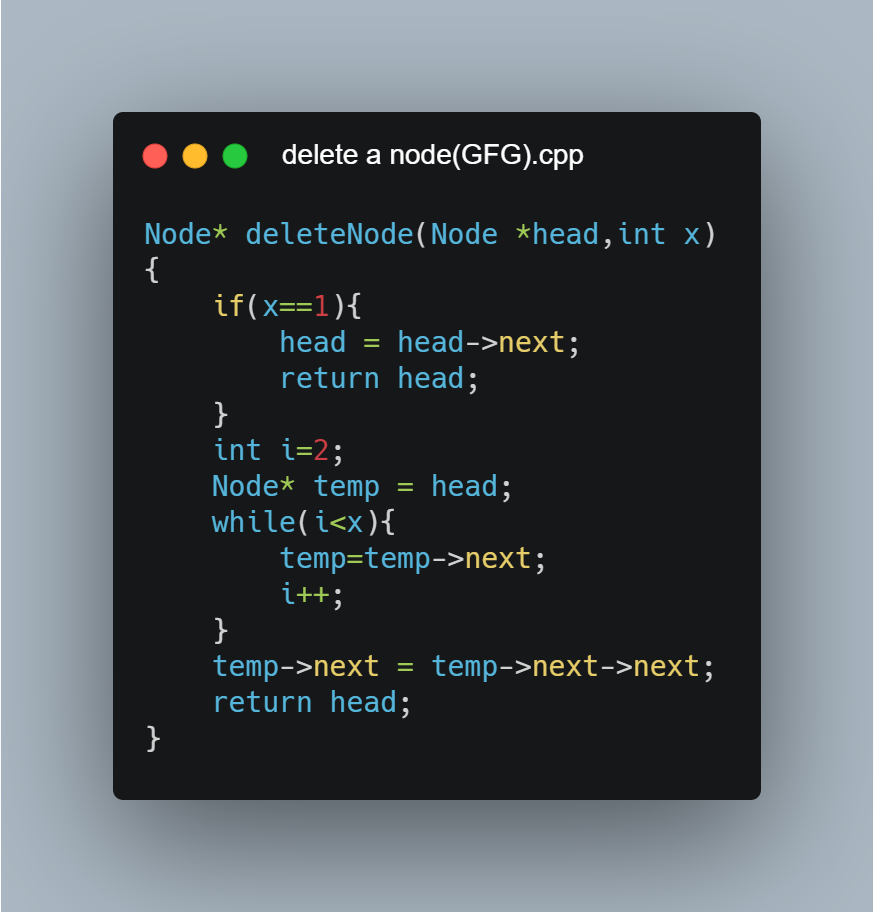 delete a node(GFG).cpp
Node* deleteNode(Node *head,int x)
{
    if(x==1){
        head = head->next;
        return head;
    }
    int i=2;
    Node* temp = head;
    while(i<x){
        temp=temp->next;
        i++;
    }
    temp->next = temp->next->next;
    return head;
}